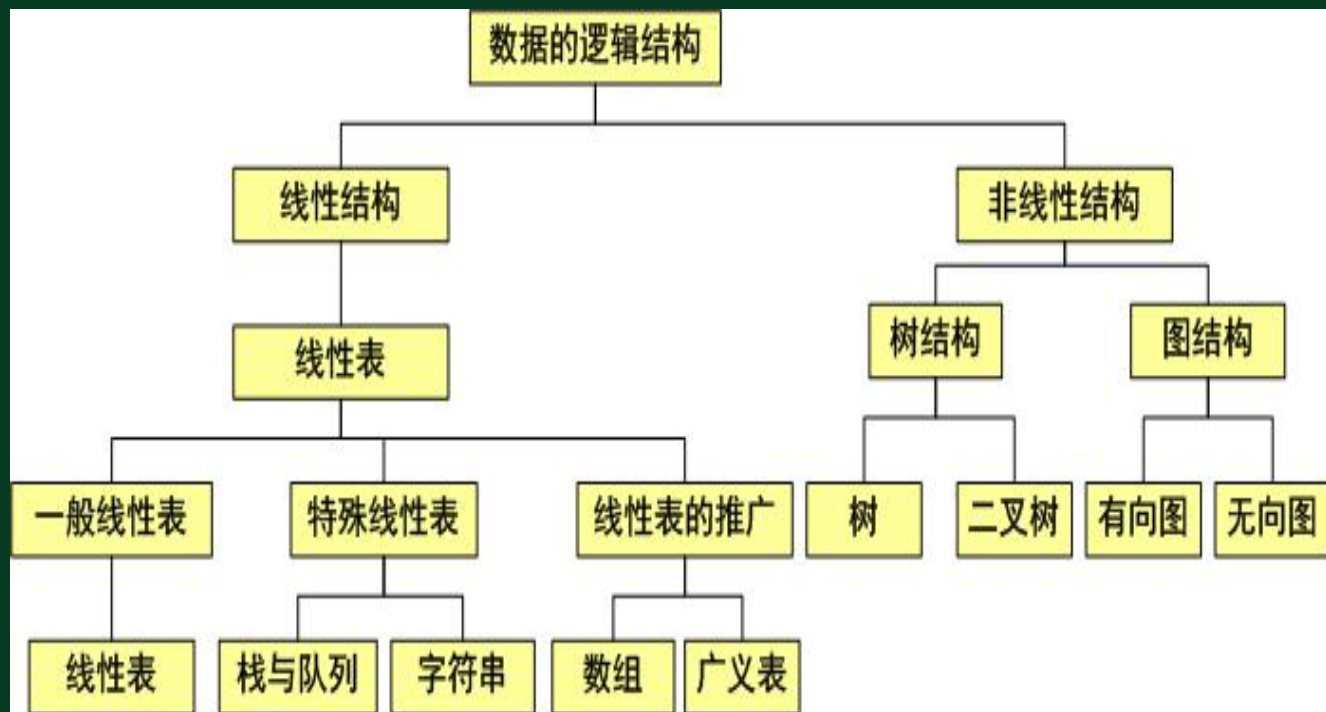 数据的逻辑结构
线性结构
非线性结构
线性表
树结构
图结构
一般线性表
特殊线性表
线性表的推广
树
二叉树
有向图
无向图
线性表
栈与队列
字符串
数组
广义表